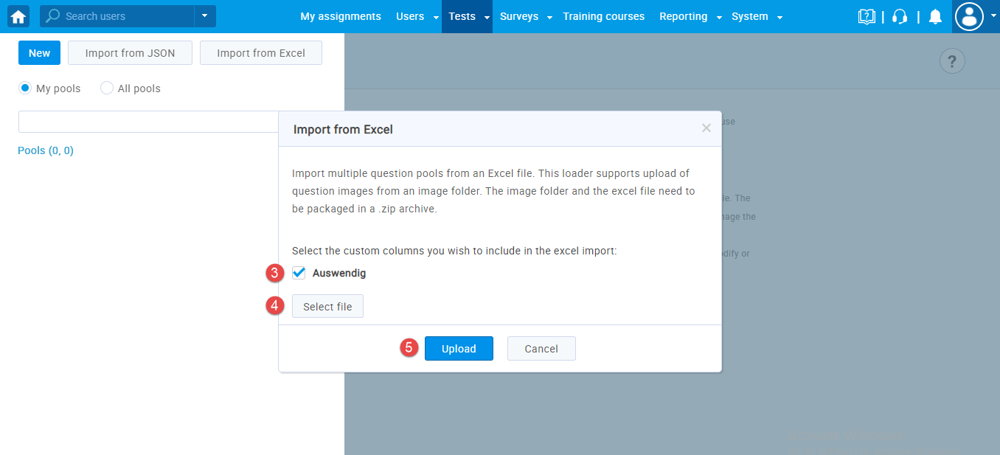 Search users
My assignments Users Tests Surveys Training courses Reporting System
New Import from JSON Import from Excel
?
My pools All pools
Pools (0, 0)
Import from Excel
use
Import multiple question pools from an Excel file. This loader supports upload of
question images from an image folder. The image folder and the excel file need to
be packaged in a .zip archive.
The
the
Select the custom columns you wish to include in the excel import:
or
3 Auswendig
4 Select file
5 Upload Cancel